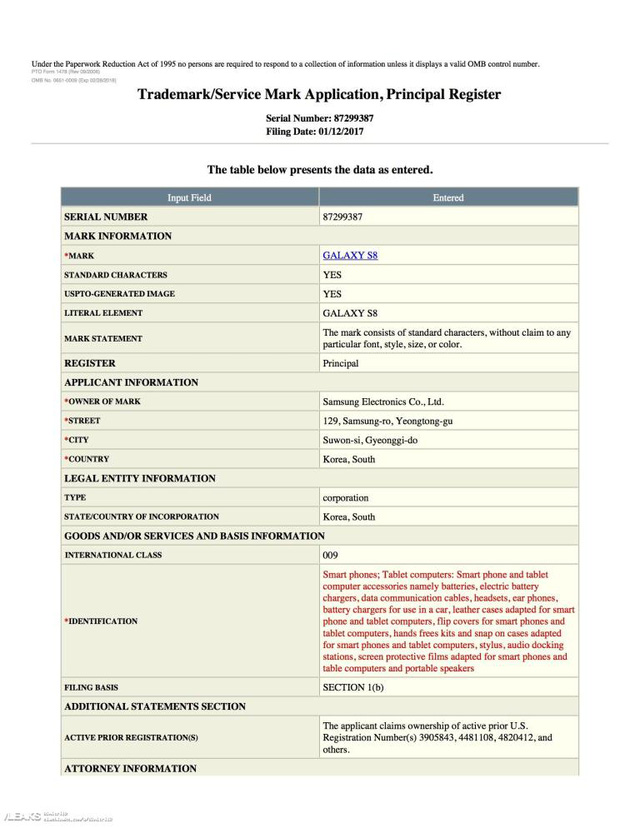 Under the Paperwork Reduction Act of 1995 no persons are required to respond to a collection of information unless it displays a valid OMB control number.
PTO Form 1478 (Rev 09/2006)
OMB No. 0651-0009 (Exp 02/28/2018)
Trademark/Service Mark Application, Principal Register
Serial Number: 87299387
Filing Date: 01/12/2017
The table below presents the data as entered.
Input Field Entered
SERIAL NUMBER 87299387
MARK INFORMATION
*MARK GALAXY S8
STANDARD CHARACTERS YES
USPTO-GENERATED IMAGE YES
LITERAL ELEMENT GALAXY S8
MARK STATEMENT The mark consists of standard characters, without claim to any
particular font, style, size, or color.
REGISTER Principal
APPLICANT INFORMATION
*OWNER OF MARK Samsung Electronics Co., Ltd.
*STREET 129, Samsung-ro, Yeongtong-gu
*CITY Suwon-si, Gyeonggi-do
*COUNTRY Korea, South
LEGAL ENTITY INFORMATION
TYPE corporation
STATE/COUNTRY OF INCORPORATION Korea, South
GOODS AND/OR SERVICES AND BASIS INFORMATION
INTERNATIONAL CLASS 009
*IDENTIFICATION
Smart phones; Tablet computers: Smart phone and tablet
computer accessories namely batteries, electric battery
chargers, data communication cables, headsets, ear phones,
battery chargers for use in a car, leather cases adapted for smart
phone and tablet computers, flip covers for smart phones and
tablet computers, hands frees kits and snap on cases adapted
for smart phones and tablet computers, stylus, audio docking
stations, screen protective films adapted for smart phones and
table computers and portable speakers
FILING BASIS SECTION 1(b)
ADDITIONAL STATEMENTS SECTION
ACTIVE PRIOR REGISTRATION(S)
The applicant claims ownership of active prior U.S.
Registration Number(s) 3905843, 4481108, 4820412, and
others.
ATTORNEY INFORMATION
/LEAKS